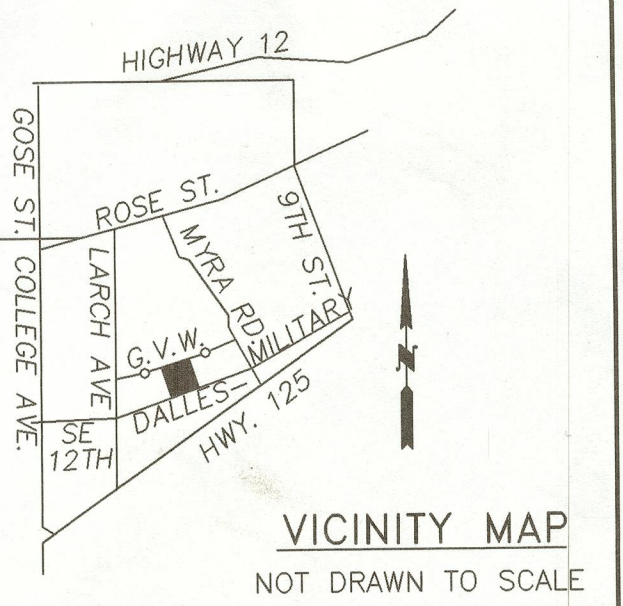 HIGHWAY 12
GOSE ST.
ROSE ST.
9TH ST.
MYRA RD.
COLLEGE AVE.
LARCH AVE
G.V.W.
DALLES-MILITARY
HWY. 125
SE
12TH
N
VICINITY MAP
NOT DRAWN TO SCALE